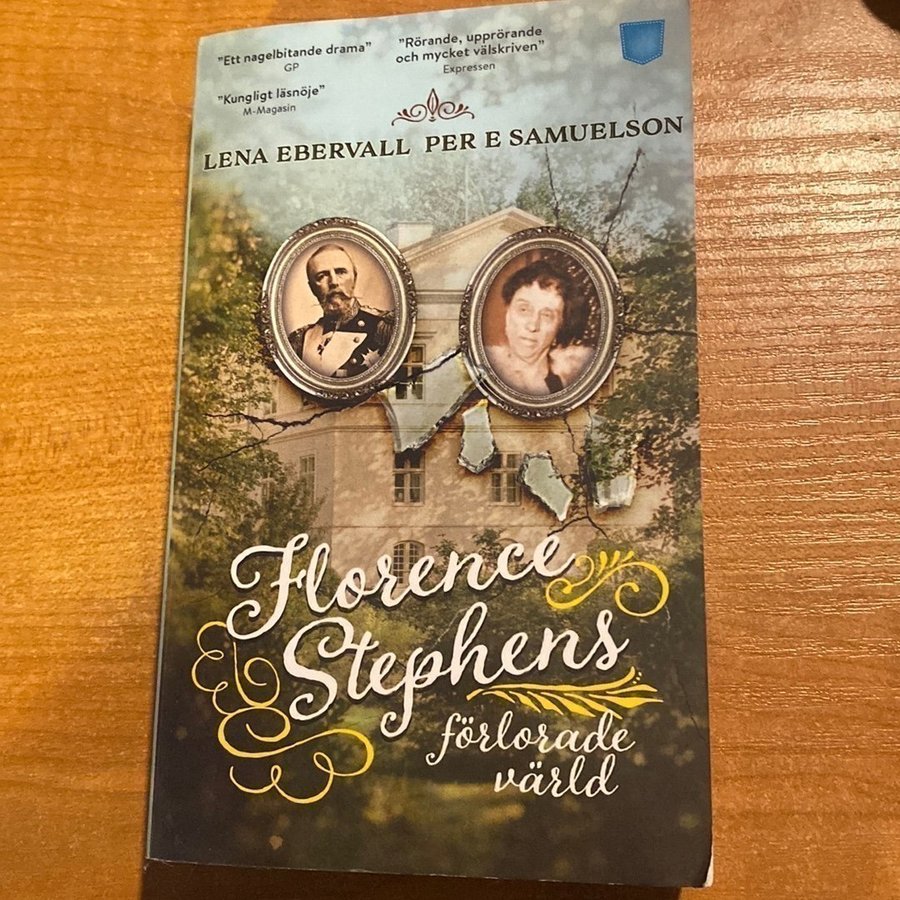 "Ett nagelbitande drama"
GP
"Rörande, upprörande
och mycket välskriven"
Expressen
"Kungligt läsnöje"
M-Magasin
LENA EBERVALL PER E SAMUELSON
Florence
Stephens
förlorade
värld